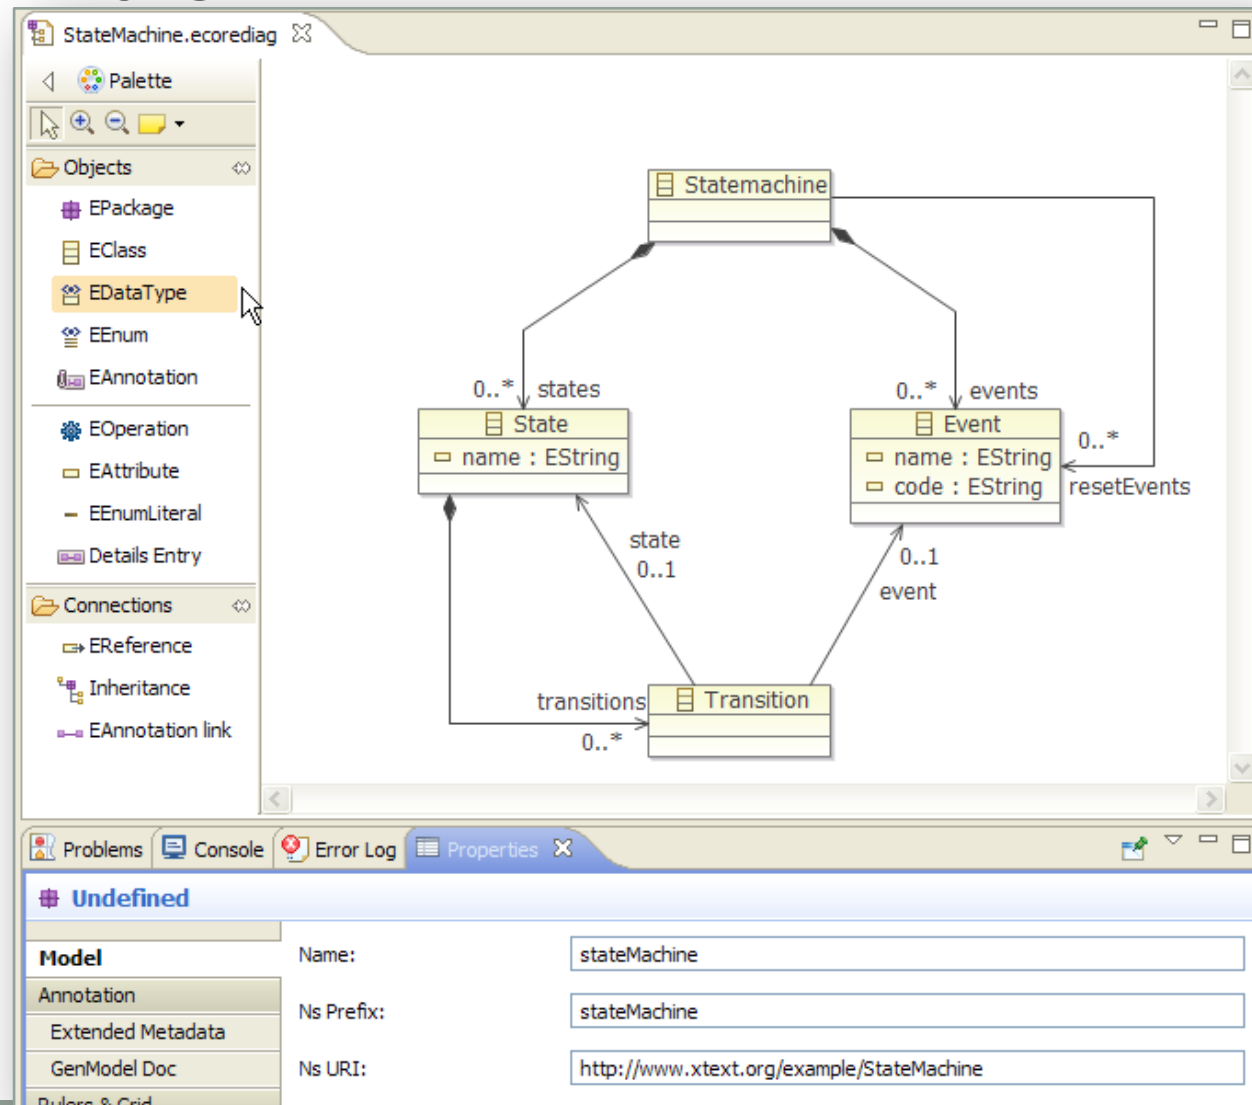 StateMachine.ecorediag
Palette
Objects
EPackage
EClass
EDataType
EEnum
EAnnotation
EOperation
EAttribute
EEnumLiteral
Details Entry
Connections
EReference
Inheritance
EAnnotation link
Statemachine
0..* states
0..* events
State
name : EString
Event
name : EString
code : EString
0..*
resetEvents
state
0..1
0..1
event
transitions
0..*
Transition
Problems Console Error Log Properties
Undefined
Model
Annotation
Extended Metadata
GenModel Doc
Rulers & Grid
Name: stateMachine
Ns Prefix: stateMachine
Ns URI: http://www.xtext.org/example/StateMachine